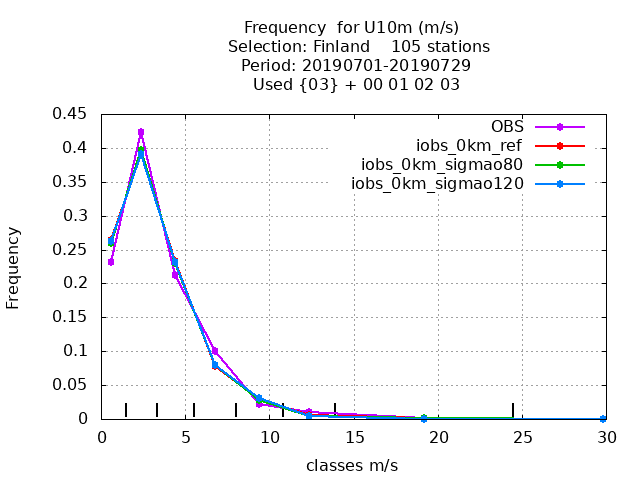 Frequency  for U10m (m/s)
Selection: Finland    105 stations
Period: 20190701-20190729
Used {03} + 00 01 02 03
OBS
iobs_0km_ref
iobs_0km_sigmao80
iobs_0km_sigmao120
Frequency
0.45
0.4
0.35
0.3
0.25
0.2
0.15
0.1
0.05
0
0 5 10 15 20 25 30
classes m/s